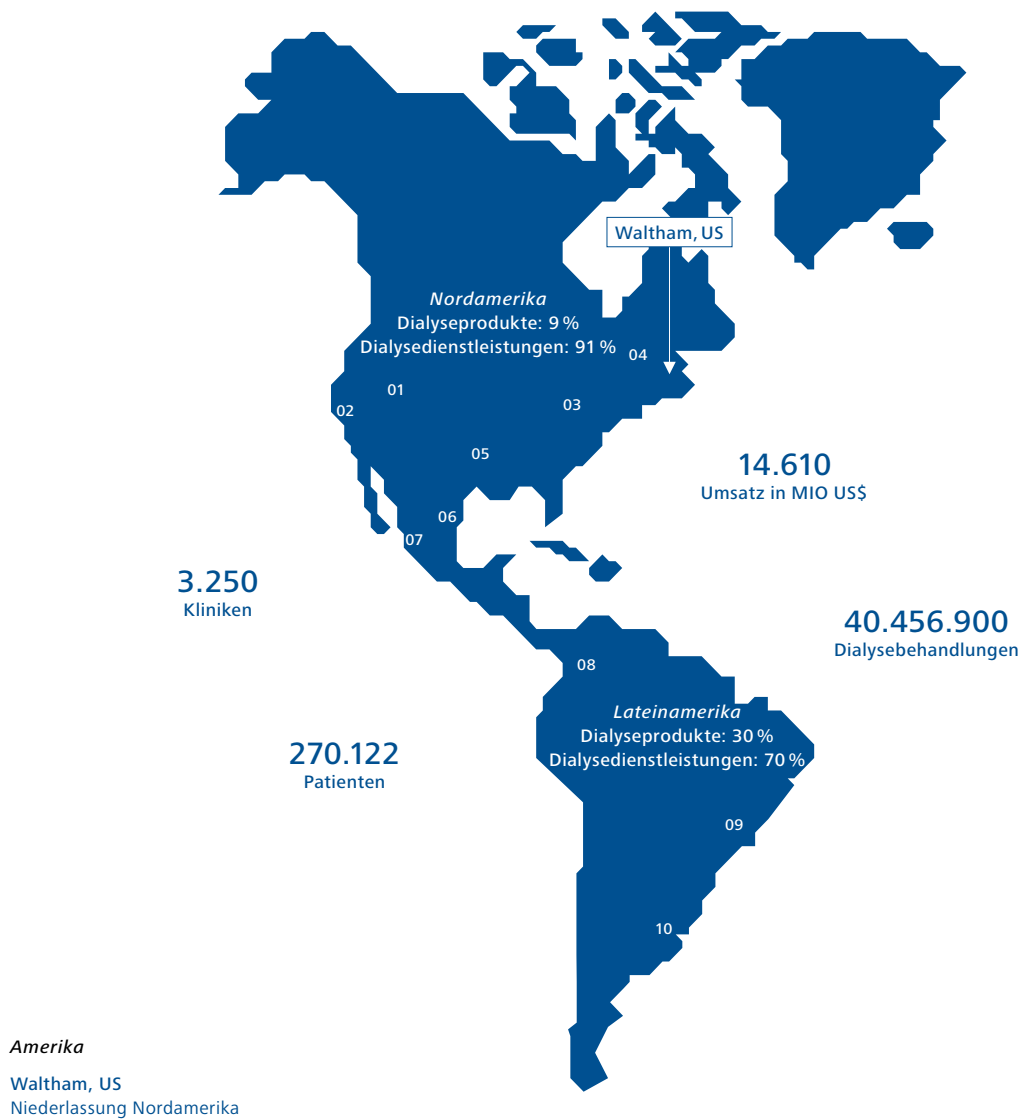 Waltham, US
Nordamerika
Dialyseprodukte: 9 %
Dialysedienstleistungen: 91 %
04
01
03
02
05
14.610
Umsatz in MIO US$
06
07
3.250
Kliniken
40.456.900
Dialysebehandlungen
08
Lateinamerika
Dialyseprodukte: 30 %
Dialysedienstleistungen: 70 %
270.122
Patienten
09
10
Amerika
Waltham, US
Niederlassung Nordamerika